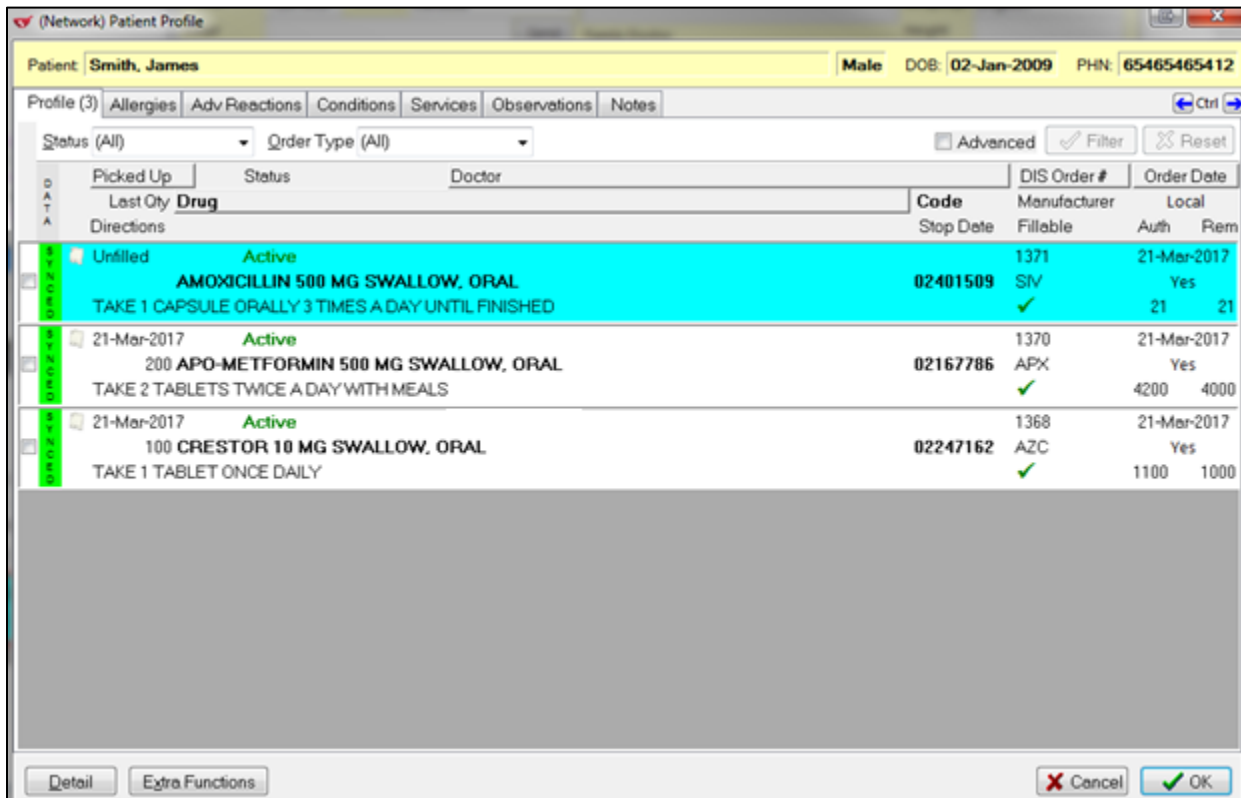 (Network) Patient Profile
Patient Smith, James Male DOB: 02-Jan-2009 PHN: 65465465412
Profile (3) Allergies Adv Reactions Conditions Services Observations Notes Ctrl
Status (All) Order Type (All) Advanced Filter Reset
DATA
Picked Up Status Doctor DIS Order # Order Date
Last Qty Drug Code Manufacturer Local
Directions Stop Date Fillable Auth Rem
SYNCED
Unfilled Active 1371 21-Mar-2017
AMOXICILLIN 500 MG SWALLOW, ORAL 02401509 SIV Yes
TAKE 1 CAPSULE ORALLY 3 TIMES A DAY UNTIL FINISHED 21 21
SYNCED
21-Mar-2017 Active 1370 21-Mar-2017
200 APO-METFORMIN 500 MG SWALLOW, ORAL 02167786 APX Yes
TAKE 2 TABLETS TWICE A DAY WITH MEALS 4200 4000
SYNCED
21-Mar-2017 Active 1368 21-Mar-2017
100 CRESTOR 10 MG SWALLOW, ORAL 02247162 AZC Yes
TAKE 1 TABLET ONCE DAILY 1100 1000
Detail Extra Functions Cancel OK